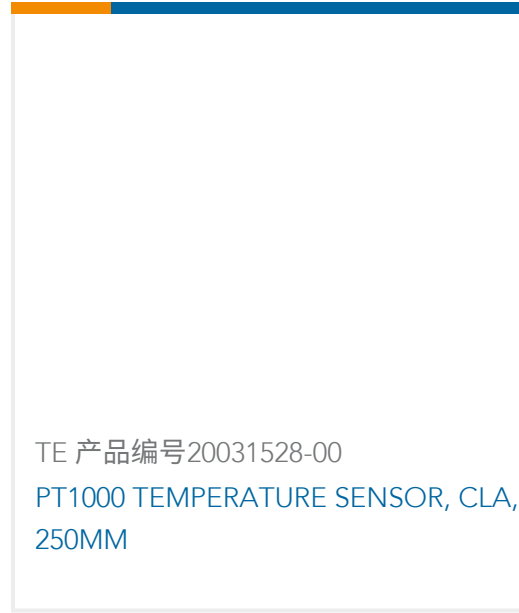 TE 产品编号20031528-00
PT1000 TEMPERATURE SENSOR, CLA,
250MM